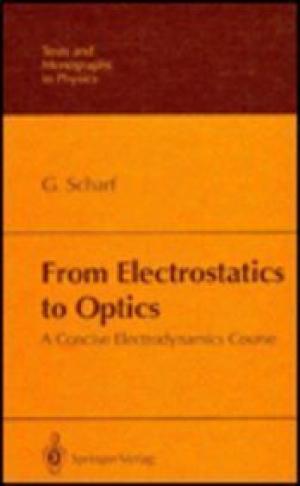 Texts and
Monographs
in Physics
G. Scharf
From Electrostatics
to Optics
A Concise Electrodynamics Course
Springer-Verlag